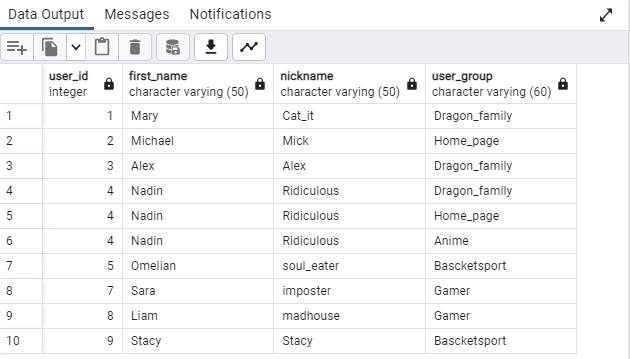 Data Output Messages Notifications
user_id first_name nickname user_group
integer character varying (50) character varying (50) character varying (60)
1 1 Mary Cat_it Dragon_family
2 2 Michael Mick Home_page
3 3 Alex Alex Dragon_family
4 4 Nadin Ridiculous Dragon_family
5 4 Nadin Ridiculous Home_page
6 4 Nadin Ridiculous Anime
7 5 Omelian soul_eater Bascketsport
8 7 Sara imposter Gamer
9 8 Liam madhouse Gamer
10 9 Stacy Stacy Bascketsport